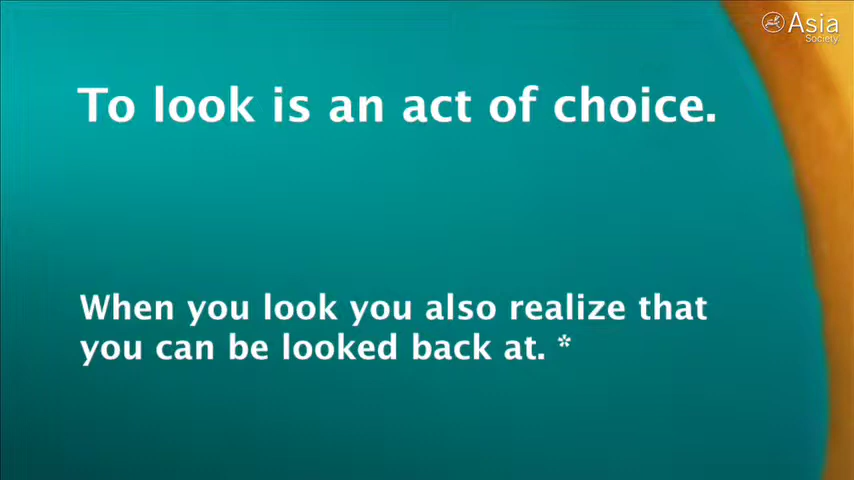 Asia
Society
To look is an act of choice.
When you look you also realize that
you can be looked back at. *